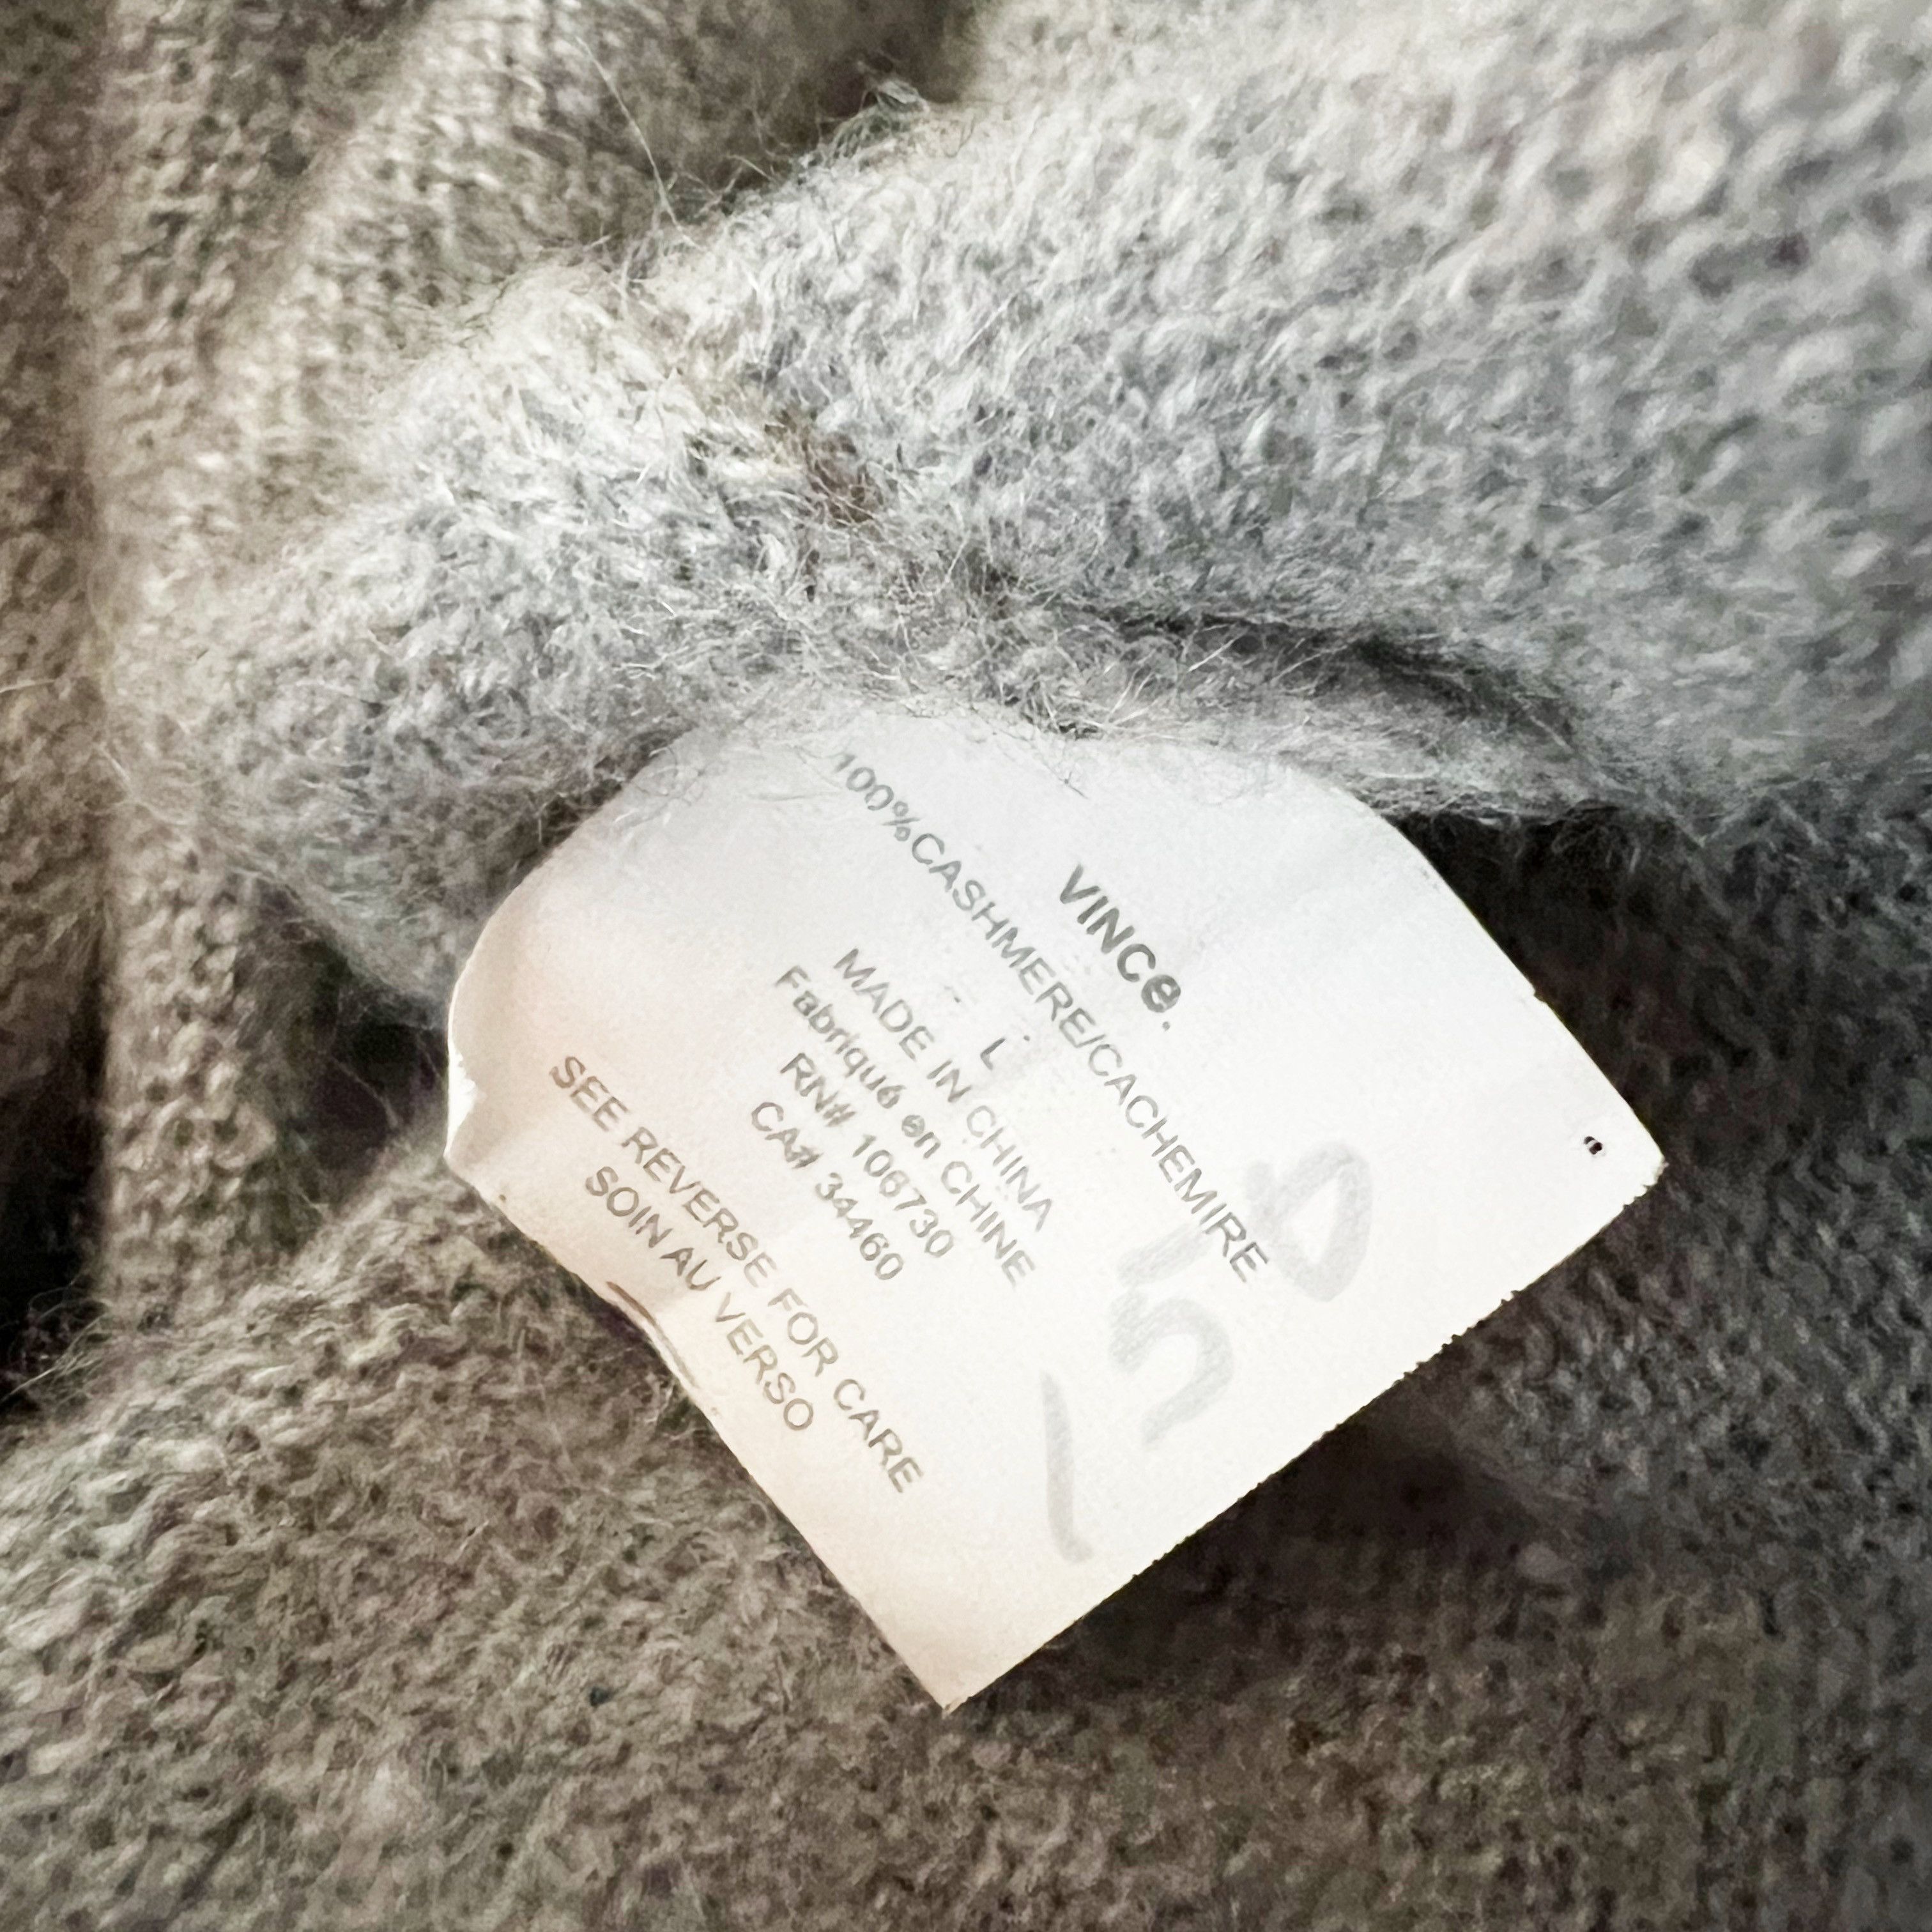 VINCe.
100%CASHMERE/CACHEMIRE
L
MADE IN CHINA
Fabriqué en CHINE
RN# 106730
CA# 34460
SEE REVERSE FOR CARE
SOIN AU VERSO